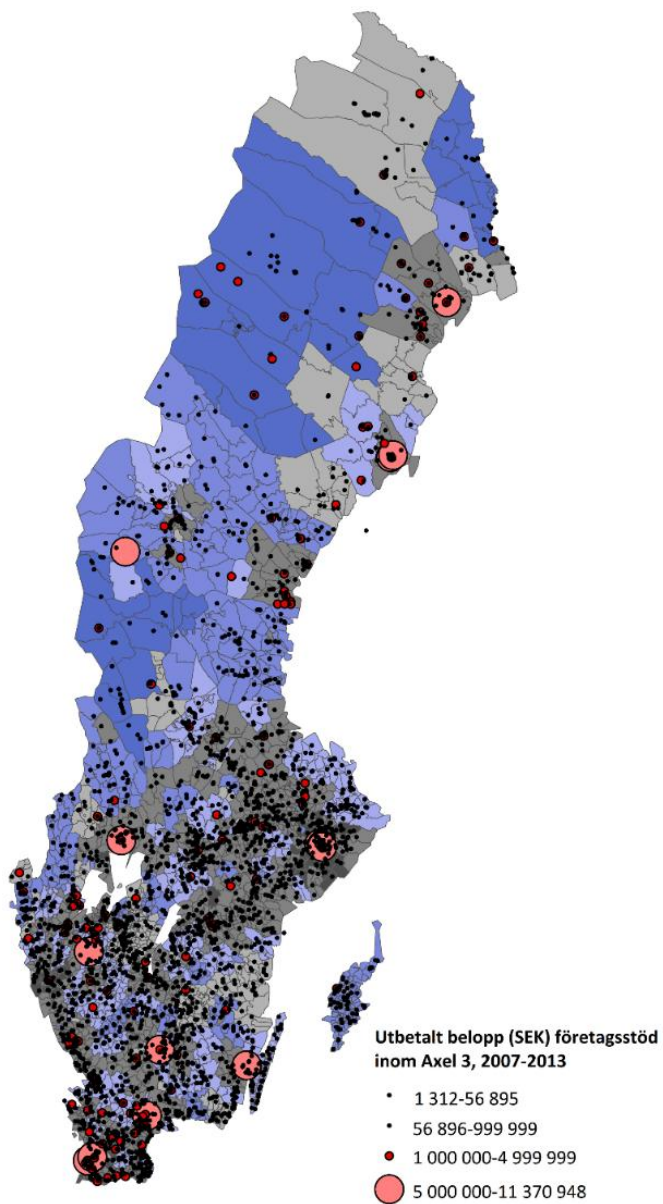 Utbetalt belopp (SEK) företagsstöd
inom Axel 3, 2007-2013
1 312-56 895
56 896-999 999
1 000 000-4 999 999
5 000 000-11 370 948